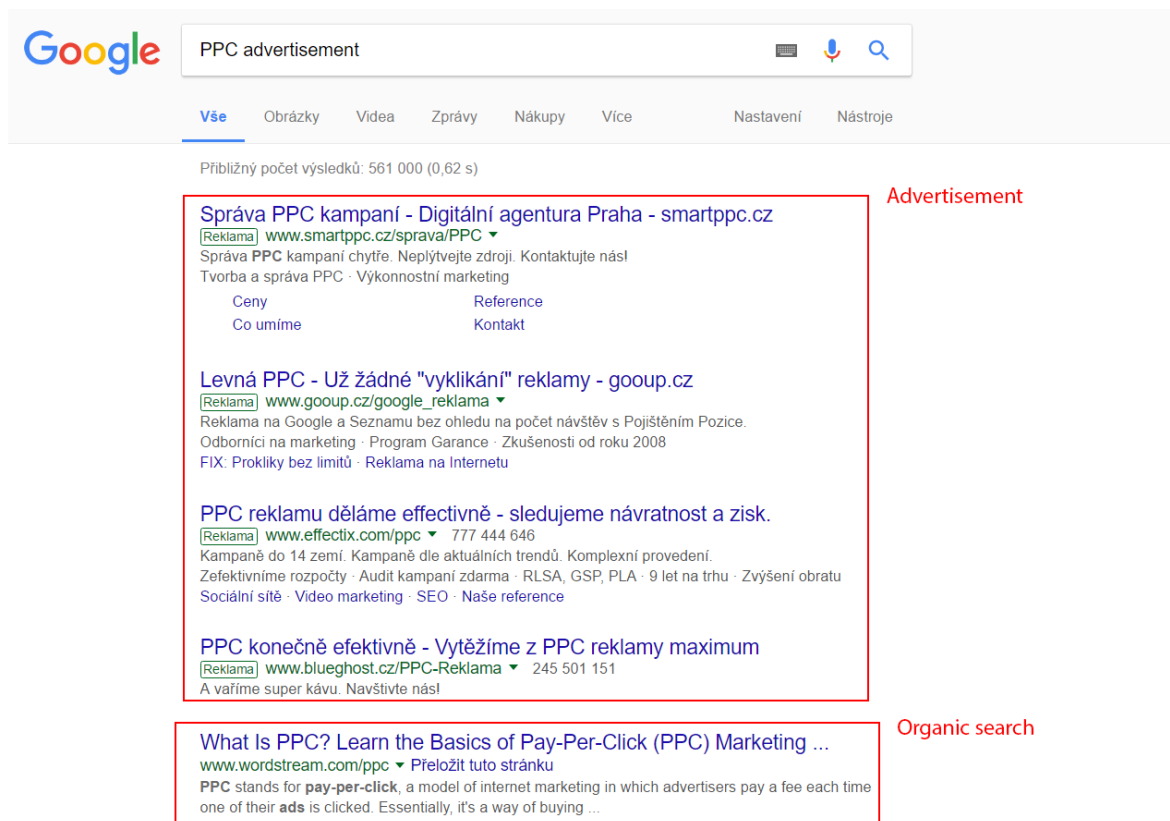 Google
PPC advertisement
Vše Obrázky Videa Zprávy Nákupy Více Nastavení Nástroje
Přibližný počet výsledků: 561 000 (0,62 s)
Advertisement
Správa PPC kampaní - Digitální agentura Praha - smartppc.cz
Reklama www.smartppc.cz/sprava/PPC
Správa PPC kampaní chytře. Neplýtvejte zdroji. Kontaktujte nás!
Tvorba a správa PPC · Výkonnostní marketing
Ceny Reference
Co umíme Kontakt
Levná PPC - Už žádné "vyklikání" reklamy - gooup.cz
Reklama www.gooup.cz/google_reklama
Reklama na Google a Seznamu bez ohledu na počet návštěv s Pojištěním Pozice.
Odborníci na marketing · Program Garance · Zkušenosti od roku 2008
FIX: Prokliky bez limitů · Reklama na Internetu
PPC reklamu děláme effectivně - sledujeme návratnost a zisk.
Reklama www.effectix.com/ppc 777 444 646
Kampaně do 14 zemí. Kampaně dle aktuálních trendů. Komplexní provedení.
Zefektivníme rozpočty · Audit kampaní zdarma · RLSA, GSP, PLA · 9 let na trhu · Zvýšení obratu
Sociální sítě · Video marketing · SEO · Naše reference
PPC konečně efektivně - Vytěžíme z PPC reklamy maximum
Reklama www.blueghost.cz/PPC-Reklama 245 501 151
A vaříme super kávu. Navštivte nás!
Organic search
What Is PPC? Learn the Basics of Pay-Per-Click (PPC) Marketing ...
www.wordstream.com/ppc Přeložit tuto stránku
PPC stands for pay-per-click, a model of internet marketing in which advertisers pay a fee each time
one of their ads is clicked. Essentially, it's a way of buying ...